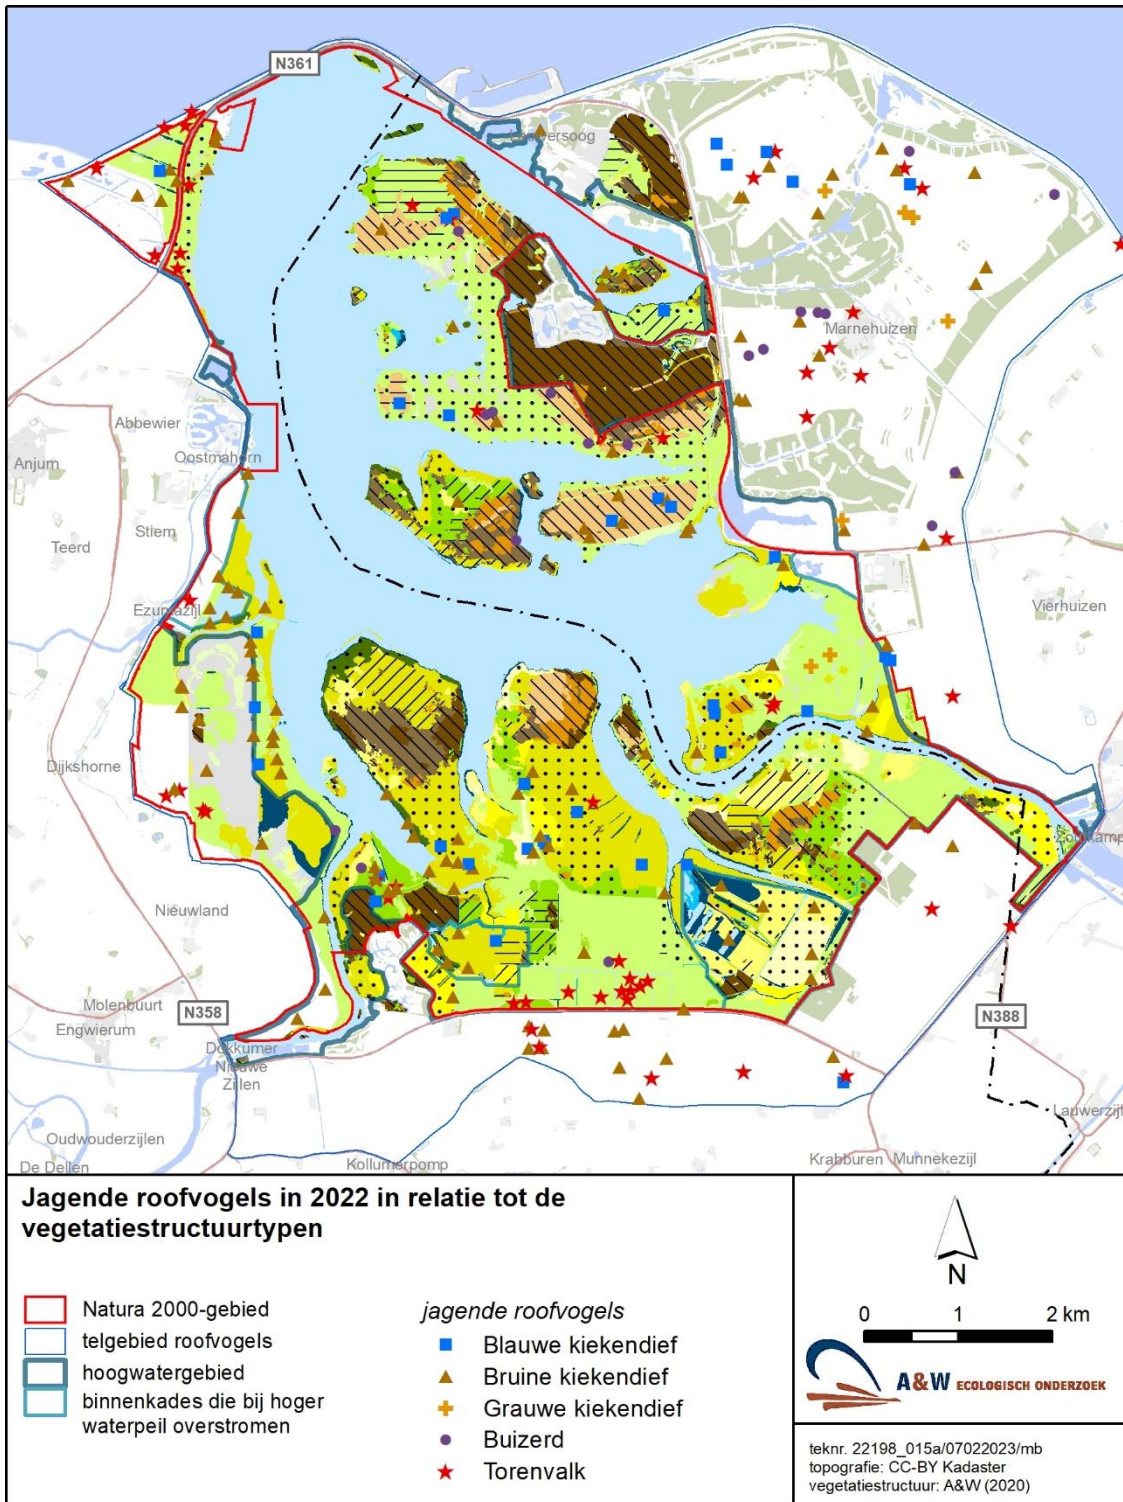 N361
Lauwersoog
Marnehuizen
Abbewier
Oostmahorn
Anjum
Stiem
Teerd
Ezumazijl
Vierhuizen
Dijkshorne
Zoutkamp
Nieuwland
Molenbuurt
N358
N388
Engwierum
Dokkumer
Nieuwe
Zillen
Lauwerzijl
Oudwouderzijlen
De Dellen
Kollumerpomp
Krabburen
Munnekezijl
Jagende roofvogels in 2022 in relatie tot de
vegetatiestructuurtypen
Natura 2000-gebied
telgebied roofvogels
hoogwatergebied
binnenkades die bij hoger
waterpeil overstromen
jagende roofvogels
Blauwe kiekendief
Bruine kiekendief
Grauwe kiekendief
Buizerd
Torenvalk
N
0 1 2 km
A&W ECOLOGISCH ONDERZOEK
teknr. 22198_015a/07022023/mb
topografie: CC-BY Kadaster
vegetatiestructuur: A&W (2020)